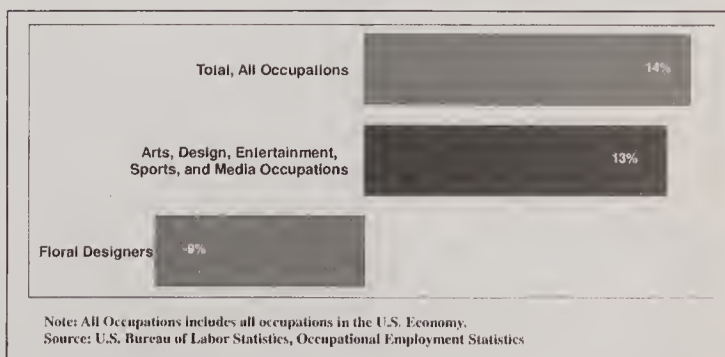 Total, All Occupations
14%
Arts, Design, Entertainment,
Sports, and Media Occupations
13%
Floral Designers
-9%
Note: All Occupations includes all occupations in the U.S. Economy.
Source: U.S. Bureau of Labor Statistics, Occupational Employment Statistics